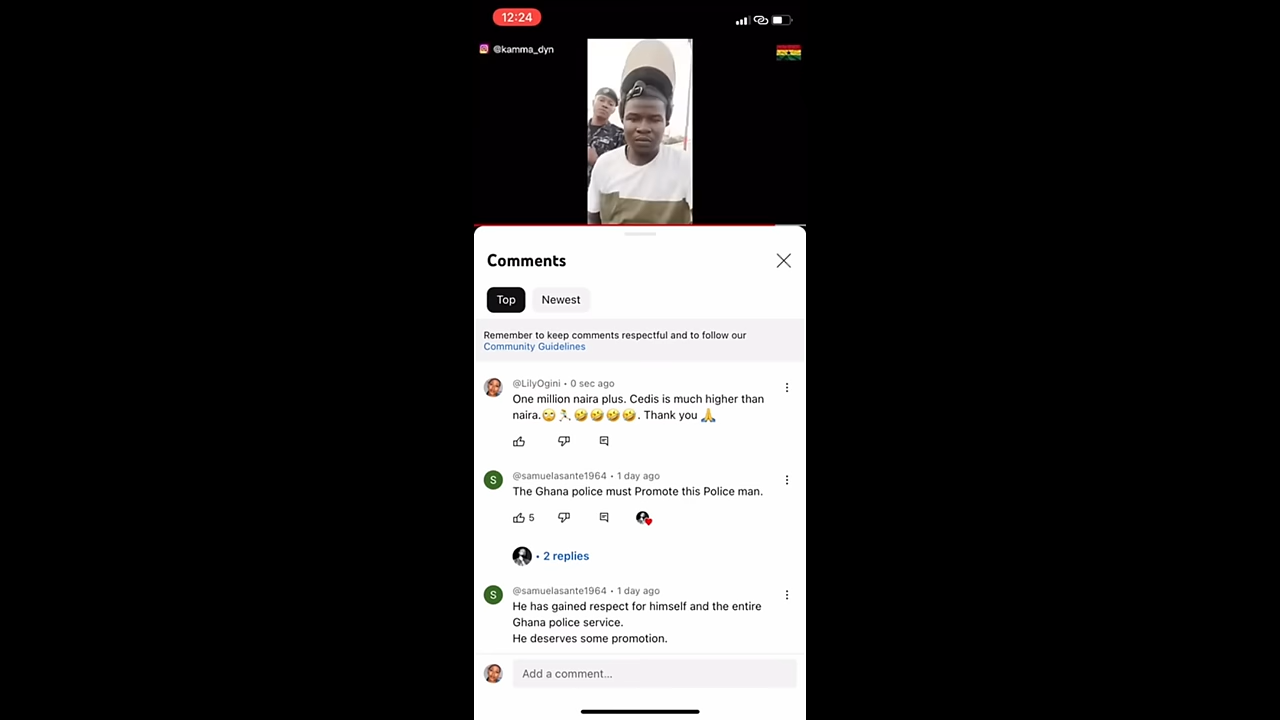 12:24
@kamma_dyn
Comments
Top
Newest
Remember to keep comments respectful and to follow our
Community Guidelines
@LilyOgini • 0 sec ago
One million naira plus. Cedis is much higher than
naira.🙄🏃🤣🤣🤣🤣. Thank you 🙏
S
@samuelasante1964 • 1 day ago
The Ghana police must Promote this Police man.
5
• 2 replies
S
@samuelasante1964 • 1 day ago
He has gained respect for himself and the entire
Ghana police service.
He deserves some promotion.
Add a comment...